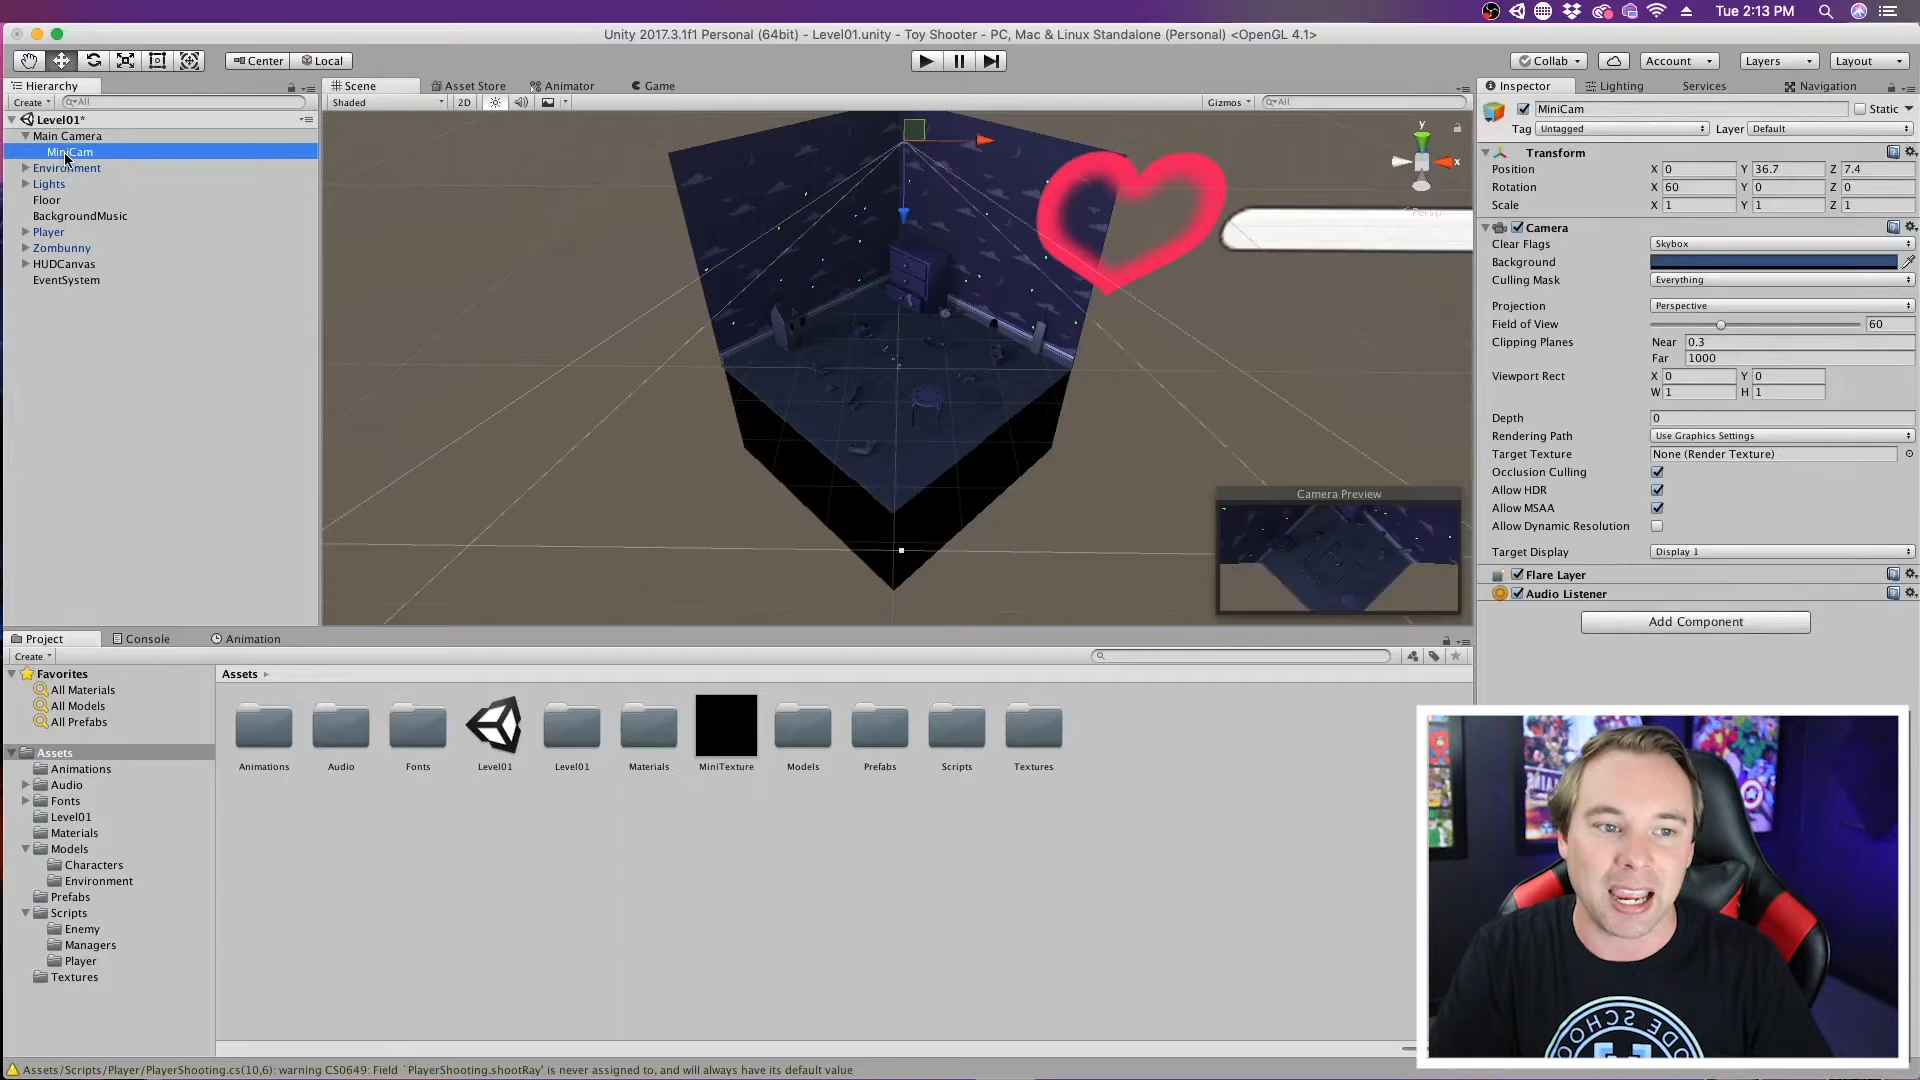 Tue 2:13 PM
Unity 2017.3.1f1 Personal (64bit) - Level01.unity - Toy Shooter - PC, Mac & Linux Standalone (Personal) <OpenGL 4.1>
Center Local Collab Account Layers Layout
Hierarchy Scene Asset Store Animator Game Inspector Lighting Services Navigation
Create All Shaded 2D Gizmos All
MiniCam Static
Tag Untagged Layer Default
Level01*
Main Camera
MiniCam
Environment
Lights
Floor
BackgroundMusic
Player
Zombunny
HUDCanvas
EventSystem
y
x
Persp
Camera Preview
Transform
Position X 0 Y 36.7 Z 7.4
Rotation X 60 Y 0 Z 0
Scale X 1 Y 1 Z 1
Camera
Clear Flags Skybox
Background
Culling Mask Everything
Projection Perspective
Field of View 60
Clipping Planes Near 0.3
Far 1000
Viewport Rect X 0 Y 0
W 1 H 1
Depth 0
Rendering Path Use Graphics Settings
Target Texture None (Render Texture)
Occlusion Culling
Allow HDR
Allow MSAA
Allow Dynamic Resolution
Target Display Display 1
Flare Layer
Audio Listener
Add Component
Project Console Animation
Create
Favorites
All Materials
All Models
All Prefabs
Assets
Animations
Audio
Fonts
Level01
Materials
Models
Characters
Environment
Prefabs
Scripts
Enemy
Managers
Player
Textures
Assets
Animations Audio Fonts Level01 Level01 Materials MiniTexture Models Prefabs Scripts Textures
Assets/Scripts/Player/PlayerShooting.cs(10,6): warning CS0649: Field `PlayerShooting.shootRay' is never assigned to, and will always have its default value